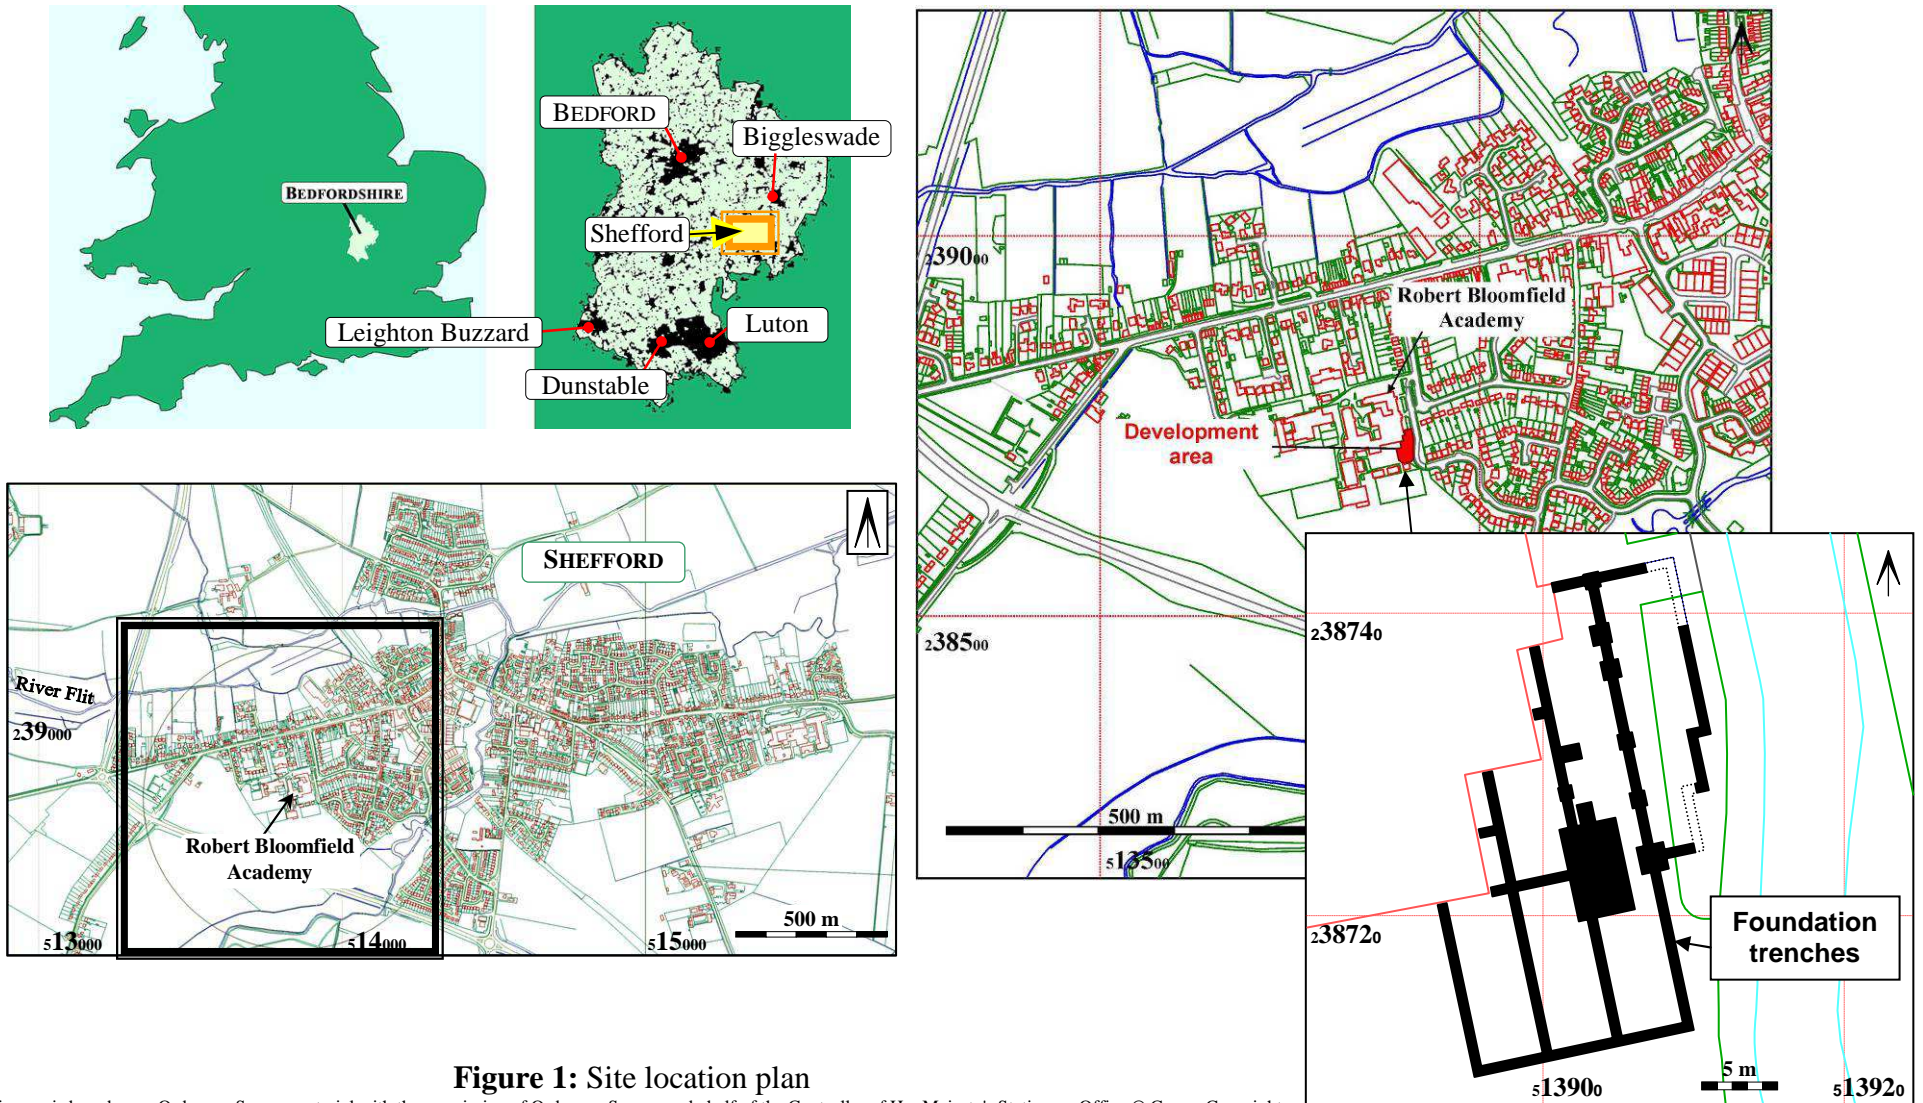 BEDFORDSHIRE
BEDFORD
Biggleswade
Shefford
Leighton Buzzard
Luton
Dunstable
239000
Robert Bloomfield
Academy
Development
area
238500
500 m
513500
SHEFFORD
River Flit
239000
Robert Bloomfield
Academy
500 m
513000
514000
515000
238740
238720
Foundation
trenches
5 m
513900
513920
Figure 1: Site location plan